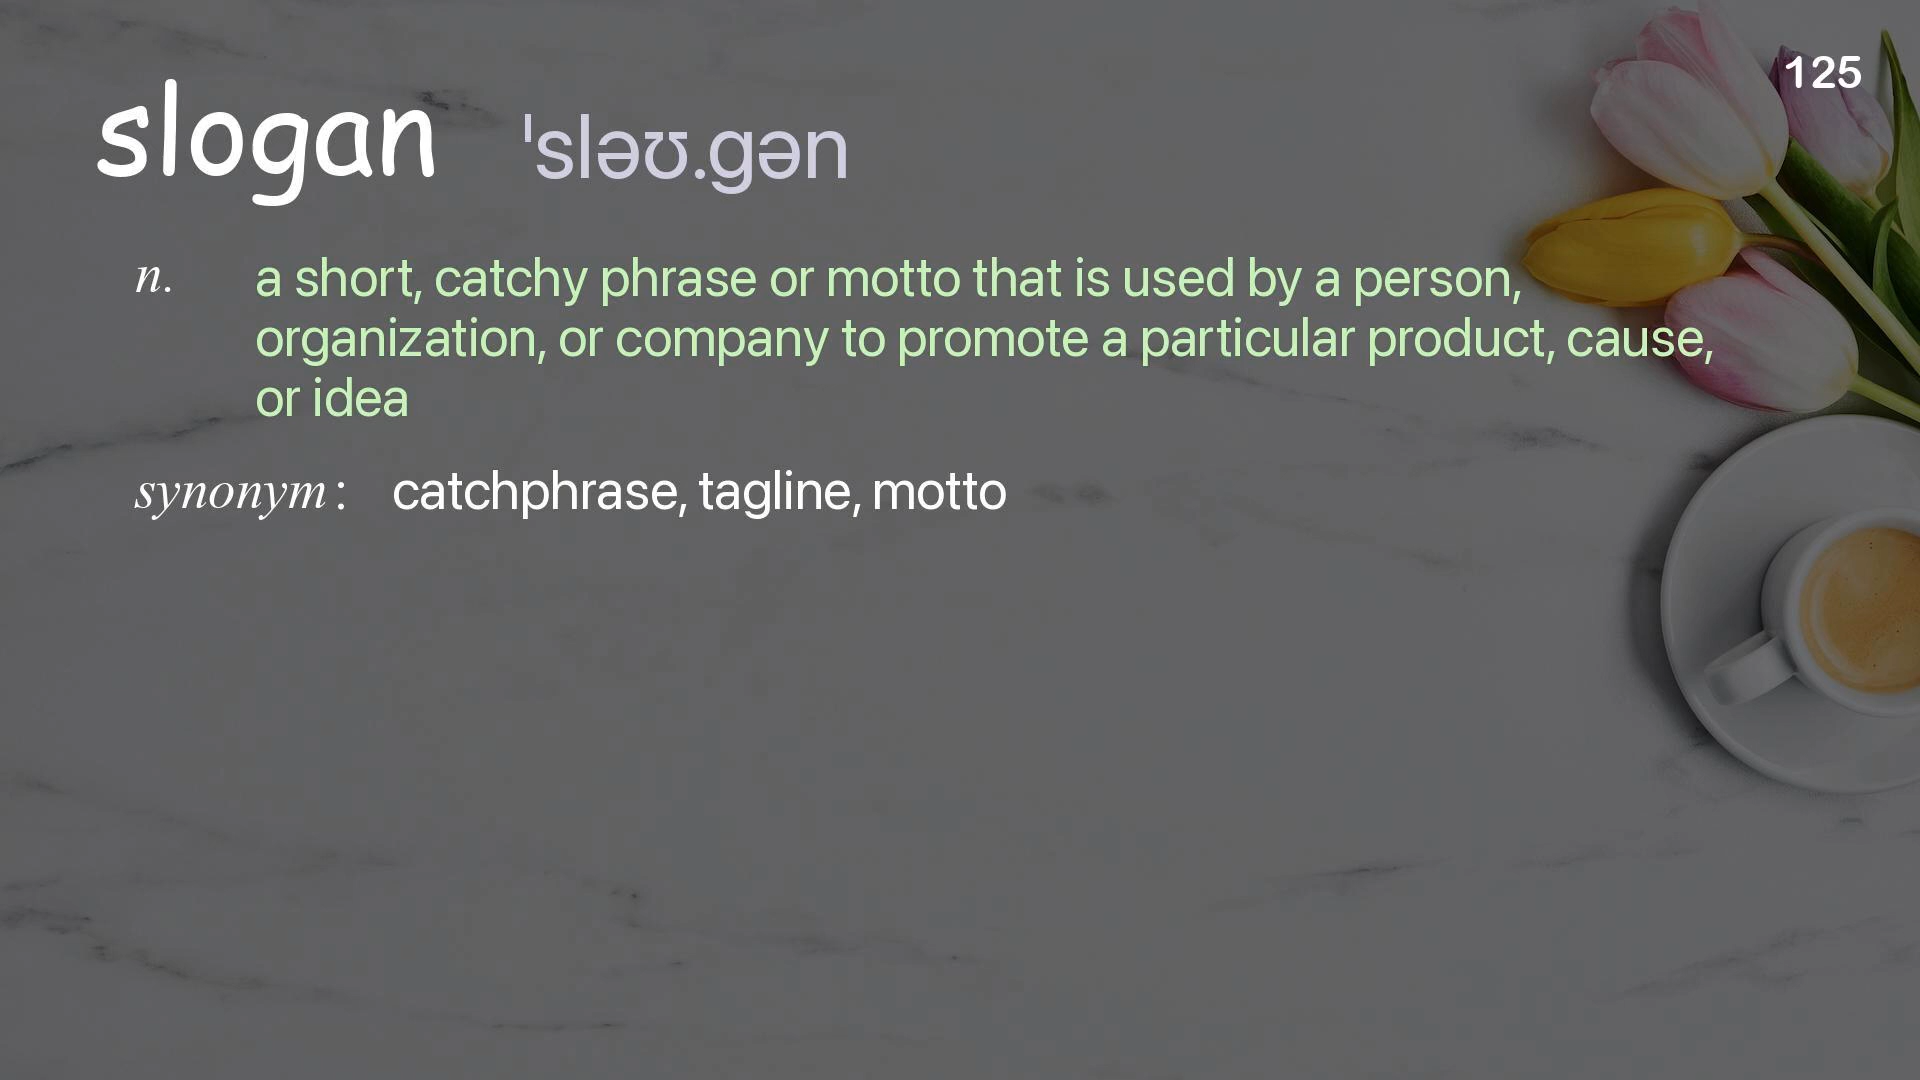 125
slogan ˈsləʊ.gən
n. a short, catchy phrase or motto that is used by a person,
organization, or company to promote a particular product, cause,
or idea
synonym : catchphrase, tagline, motto